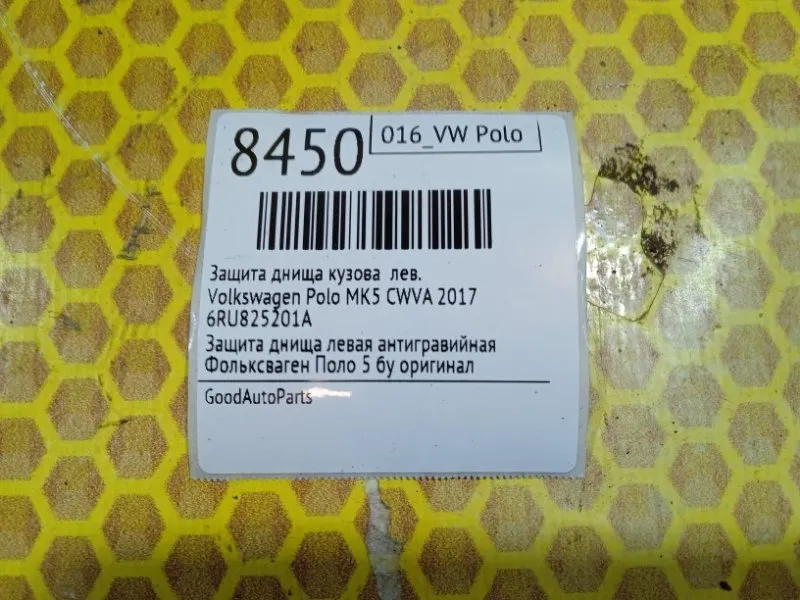 8450
016_VW Polo
Защита днища кузова лев.
Volkswagen Polo MK5 CWVA 2017
6RU825201A
Защита днища левая антигравийная
Фольксваген Поло 5 бу оригинал
GoodAutoParts